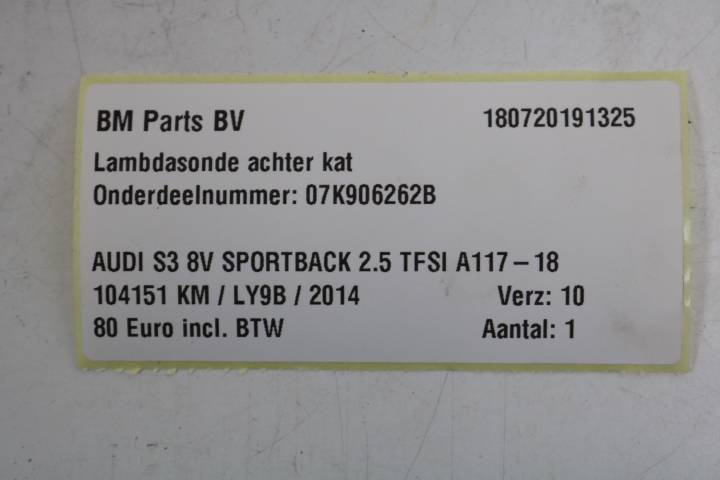 BM Parts BV 180720191325
Lambdasonde achter kat
Onderdeelnummer: 07K906262B
AUDI S3 8V SPORTBACK 2.5 TFSI A117-18
104151 KM / LY9B / 2014 Verz: 10
80 Euro incl. BTW Aantal: 1